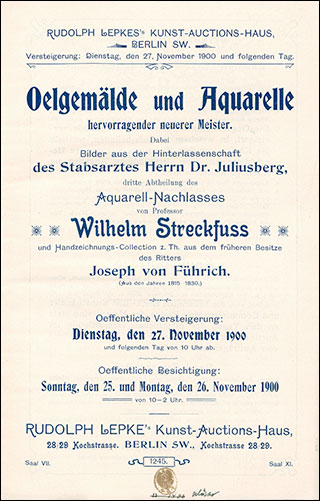 RUDOLPH LEPKE's KUNST-AUCTIONS-HAUS,
BERLIN SW.
Versteigerung: Dienstag, den 27. November 1900 und folgenden Tag.
Oelgemälde und Aquarelle
hervorragender neuerer Meister.
Dabei
Bilder aus der Hinterlassenschaft
des Stabsarztes Herrn Dr. Juliusberg,
dritte Abtheilung des
Aquarell-Nachlasses
von Professor
Wilhelm Streckfuss
und Handzeichnungs-Collection z. Th. aus dem früheren Besitze
des Ritters
Joseph von Führich.
(Aus den Jahren 1815–1830.)
Oeffentliche Versteigerung:
Dienstag, den 27. November 1900
und folgenden Tag von 10 Uhr ab.
Oeffentliche Besichtigung:
Sonntag, den 25. und Montag, den 26. November 1900
von 10–2 Uhr.
RUDOLPH LEPKE's Kunst-Auctions-Haus,
28/29 Kochstrasse. BERLIN SW., Kochstrasse 28/29.
Saal VII. 1245. Saal XI.